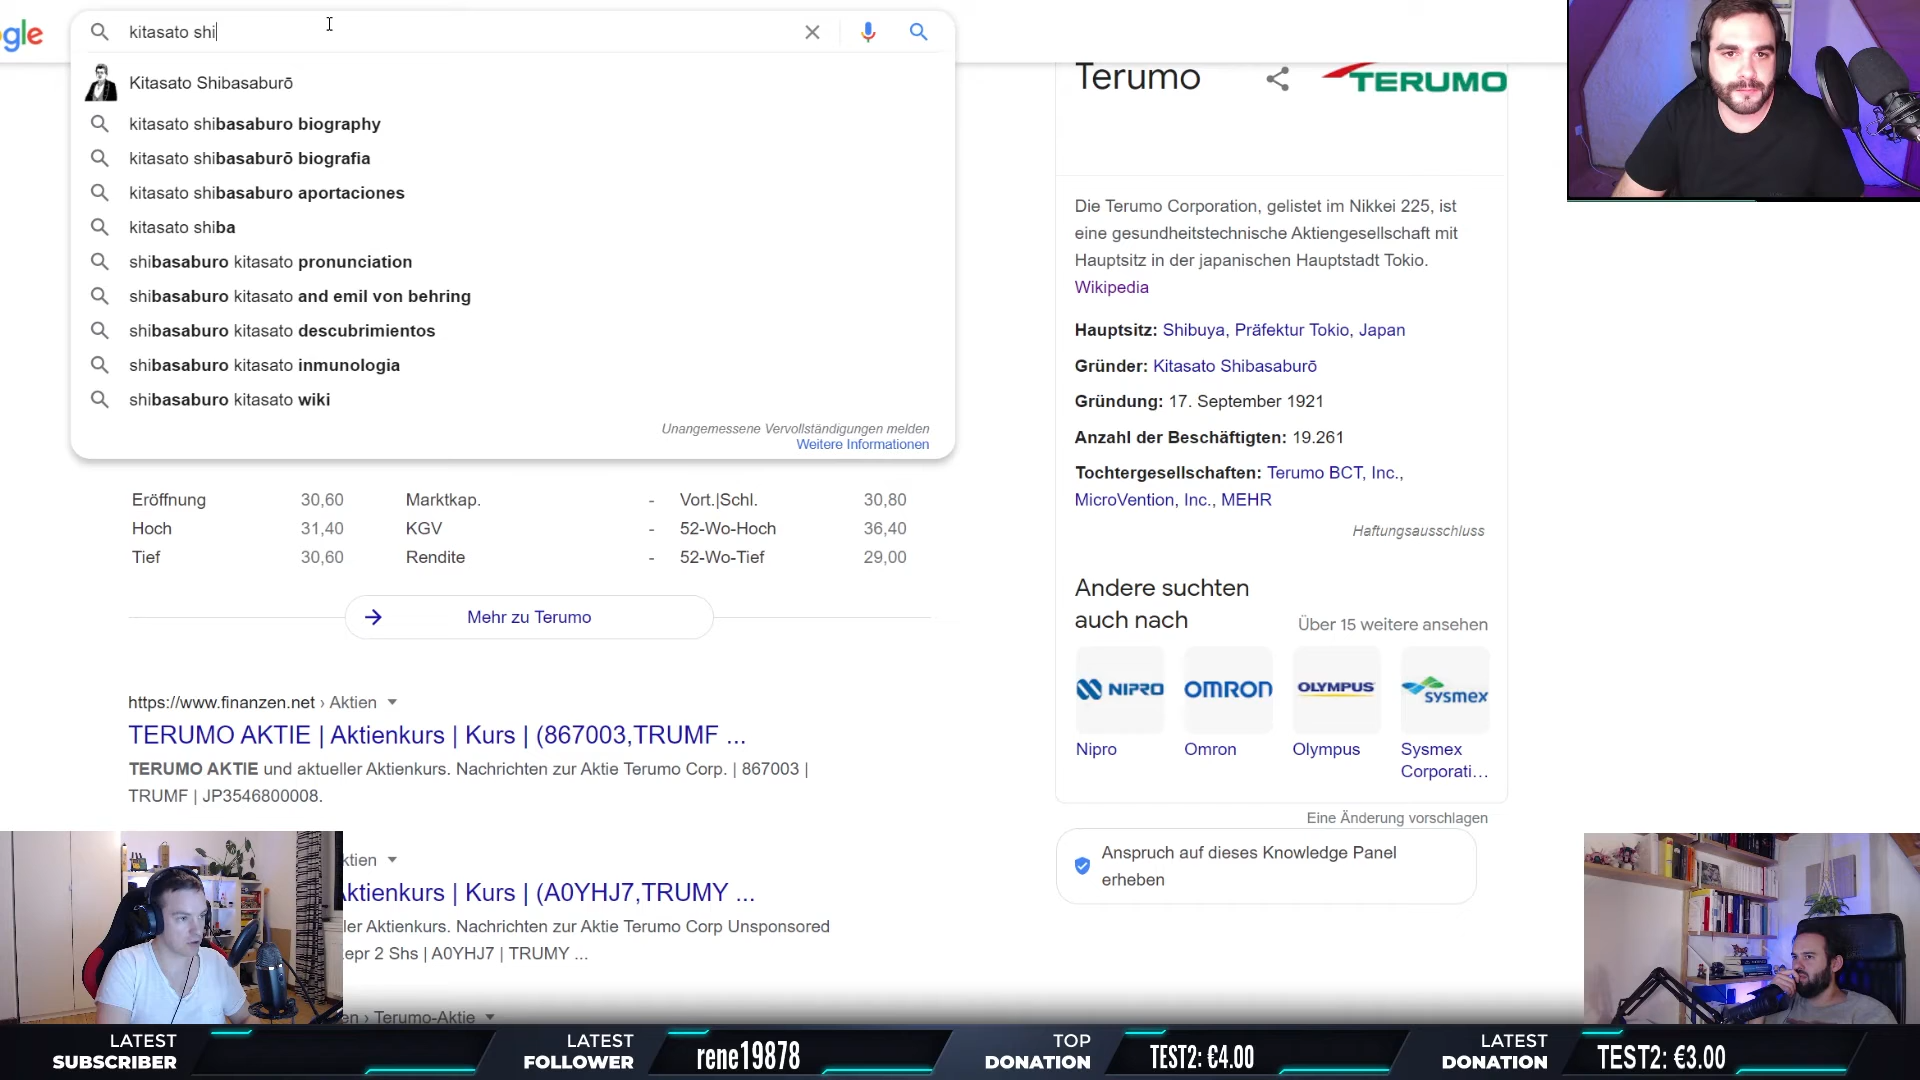 gle
kitasato shi
Kitasato Shibasaburō
kitasato shibasaburo biography
kitasato shibasaburō biografia
kitasato shibasaburo aportaciones
kitasato shiba
shibasaburo kitasato pronunciation
shibasaburo kitasato and emil von behring
shibasaburo kitasato descubrimientos
shibasaburo kitasato inmunologia
shibasaburo kitasato wiki
Unangemessene Vervollständigungen melden
Weitere Informationen
Eröffnung 30,60 Marktkap. - Vort.|Schl. 30,80
Hoch 31,40 KGV - 52-Wo-Hoch 36,40
Tief 30,60 Rendite - 52-Wo-Tief 29,00
Mehr zu Terumo
https://www.finanzen.net › Aktien
TERUMO AKTIE | Aktienkurs | Kurs | (867003,TRUMF ...
TERUMO AKTIE und aktueller Aktienkurs. Nachrichten zur Aktie Terumo Corp. | 867003 |
TRUMF | JP3546800008.
ktien
Aktienkurs | Kurs | (A0YHJ7,TRUMY ...
ler Aktienkurs. Nachrichten zur Aktie Terumo Corp Unsponsored
epr 2 Shs | A0YHJ7 | TRUMY ...
en › Terumo-Aktie
Terumo
TERUMO
Die Terumo Corporation, gelistet im Nikkei 225, ist
eine gesundheitstechnische Aktiengesellschaft mit
Hauptsitz in der japanischen Hauptstadt Tokio.
Wikipedia
Hauptsitz: Shibuya, Präfektur Tokio, Japan
Gründer: Kitasato Shibasaburō
Gründung: 17. September 1921
Anzahl der Beschäftigten: 19.261
Tochtergesellschaften: Terumo BCT, Inc.,
MicroVention, Inc., MEHR
Haftungsausschluss
Andere suchten
auch nach
Über 15 weitere ansehen
NIPRO OMRON OLYMPUS sysmex
Nipro Omron Olympus Sysmex
Corporati...
Eine Änderung vorschlagen
Anspruch auf dieses Knowledge Panel
erheben
LATEST
SUBSCRIBER
LATEST
FOLLOWER
rene19878
TOP
DONATION
TEST2: €4.00
LATEST
DONATION
TEST2: €3.00